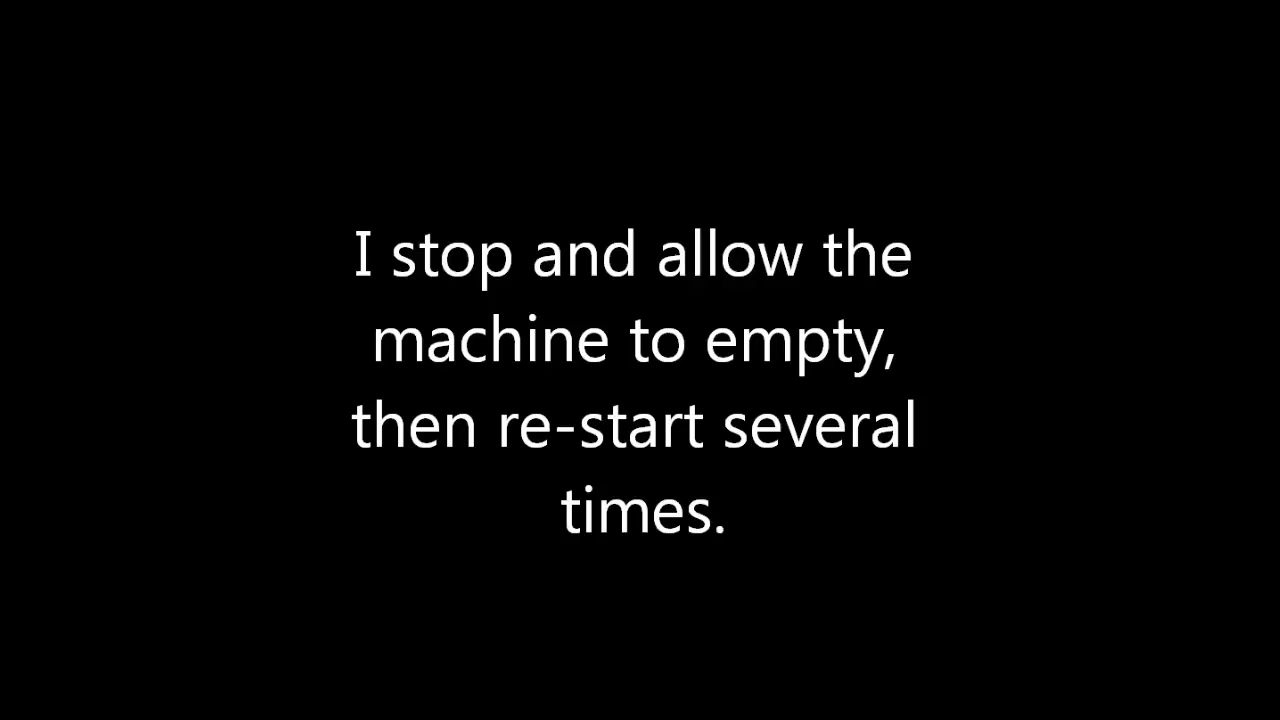 I stop and allow the
machine to empty,
then re-start several
times.